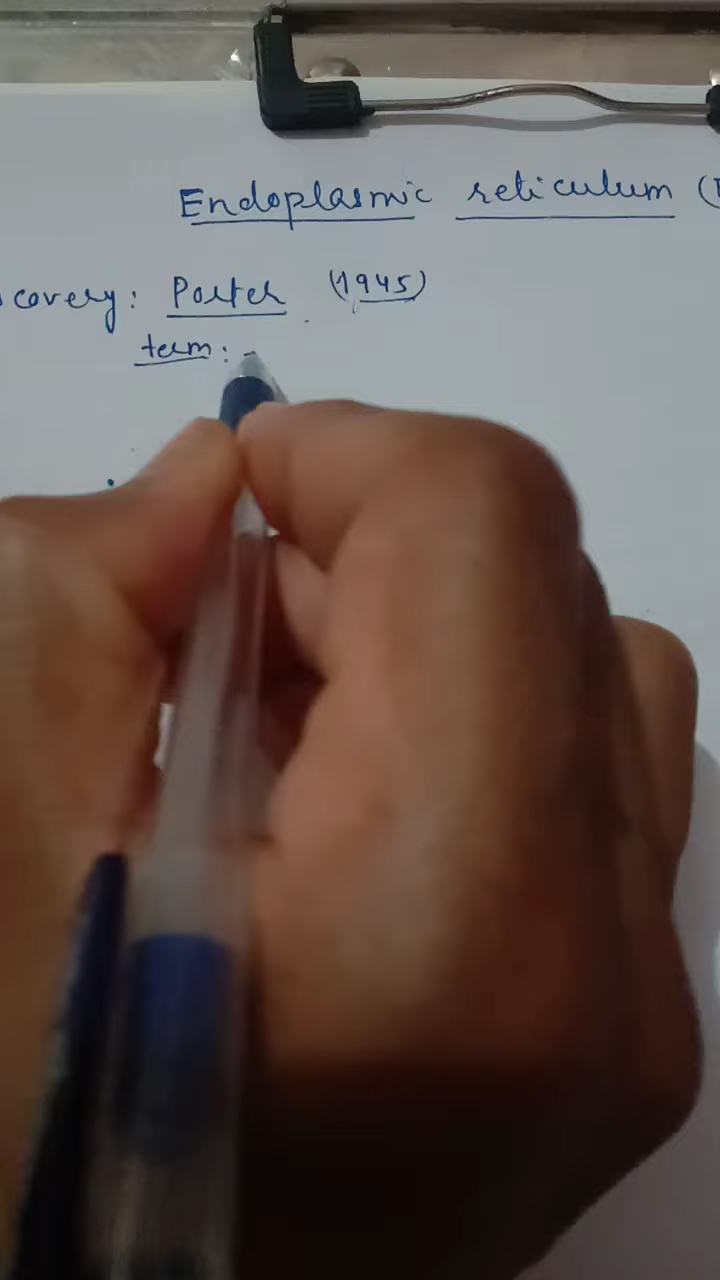 Endoplasmic reticulum (
covery: Porter (1945)
term: -